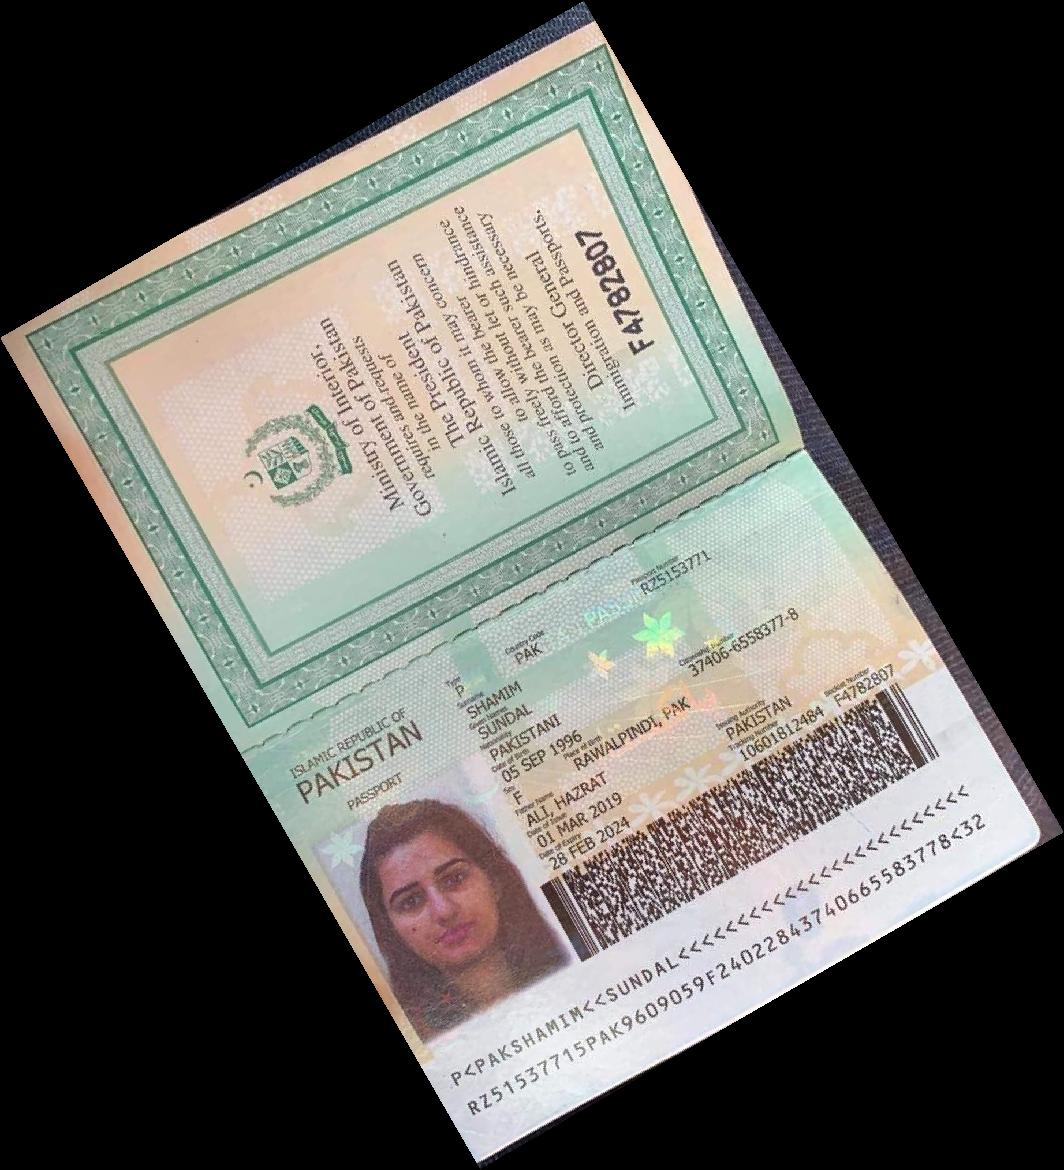 Ministry of Interior,
Government of Pakistan
requires and requests
in the name of
The President
Islamic Republic of Pakistan
all those to whom it may concern
to allow the bearer
to pass freely without let or hindrance
and to afford the bearer such assistance
and protection as may be necessary
Director General
Immigration and Passports.
F4782807
ISLAMIC REPUBLIC OF
PAKISTAN
PASSPORT
Type
P
Country Code
PAK
Passport Number
RZ5153771
Surname
SHAMIM
Given Names
SUNDAL
Nationality
PAKISTANI
Citizenship Number
37406-6558377-8
Date of Birth
05 SEP 1996
Sex
F
Place of Birth
RAWALPINDI, PAK
Father Name
ALI, HAZRAT
Date of Issue
01 MAR 2019
Issuing Authority
PAKISTAN
Date of Expiry
28 FEB 2024
Tracking Number
10601812484
Booklet Number
F4782807
P<PAKSHAMIM<<SUNDAL<<<<<<<<<<<<<<<<<<<<<<<<<
RZ51537715PAK9609059F24022843740665583778<32